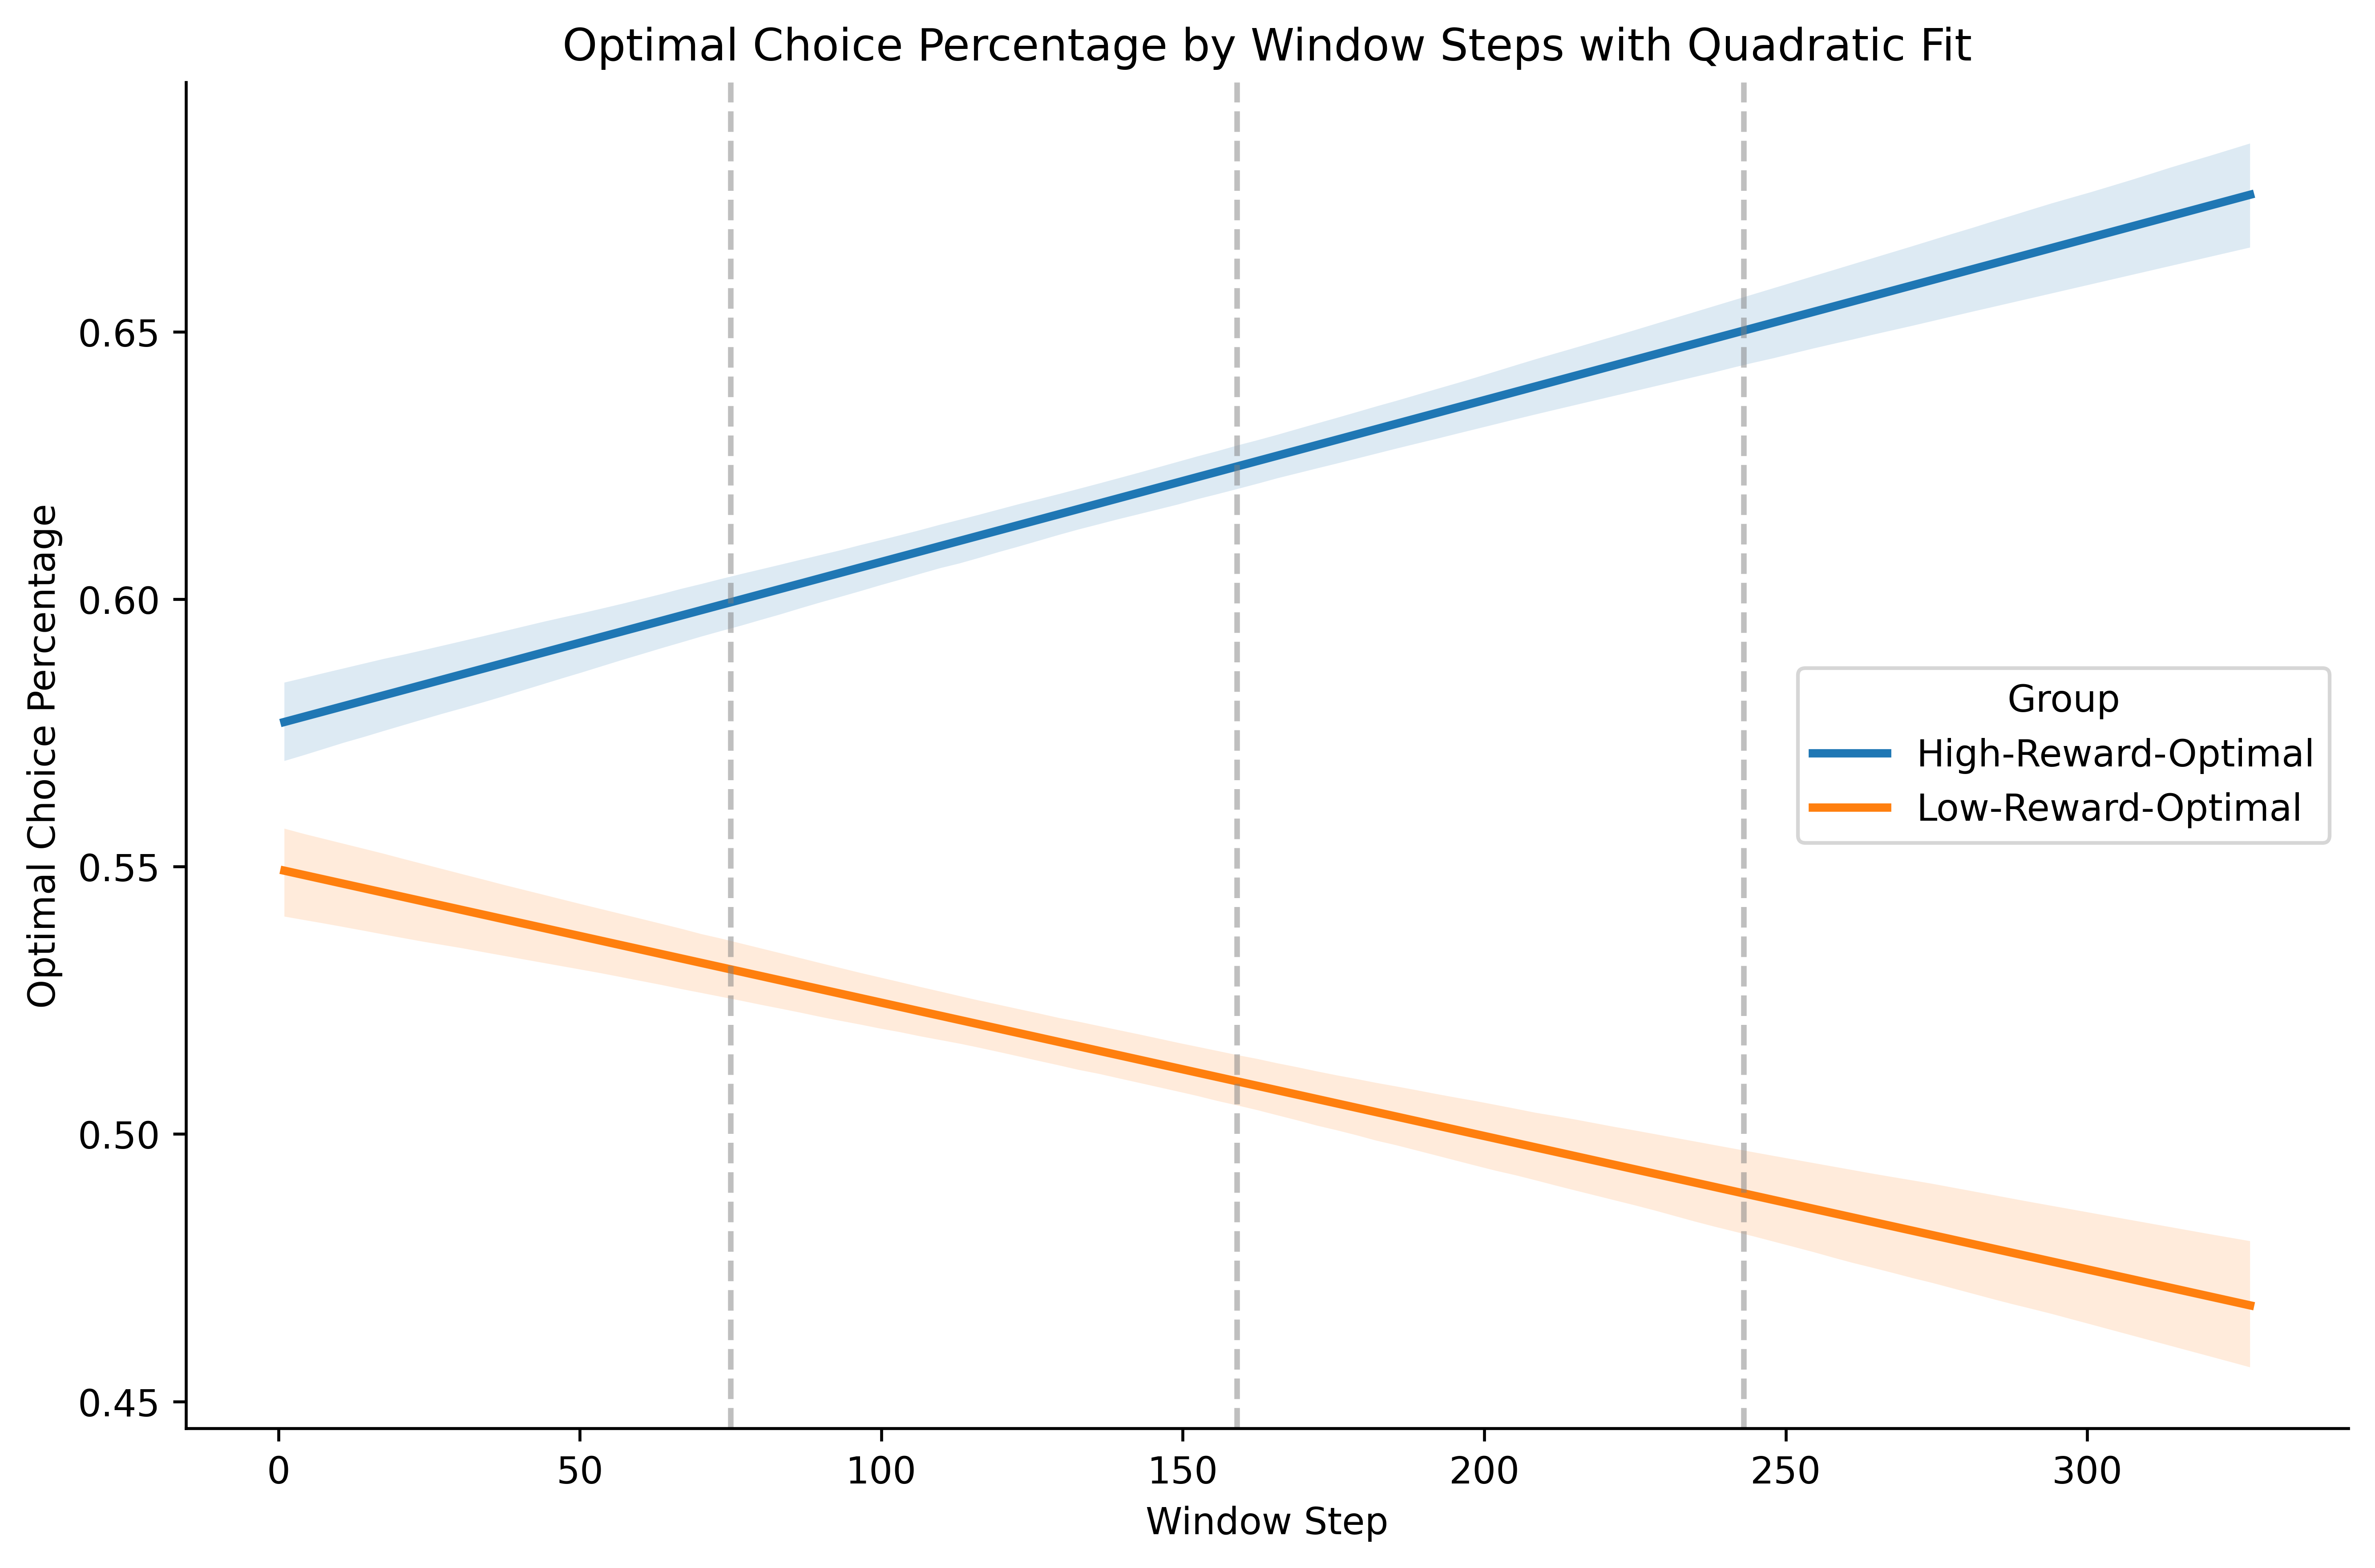 Optimal Choice Percentage by Window Steps with Quadratic Fit
Optimal Choice Percentage
0.65
0.60
0.55
0.50
0.45
Group
High-Reward-Optimal
Low-Reward-Optimal
0 50 100 150 200 250 300
Window Step